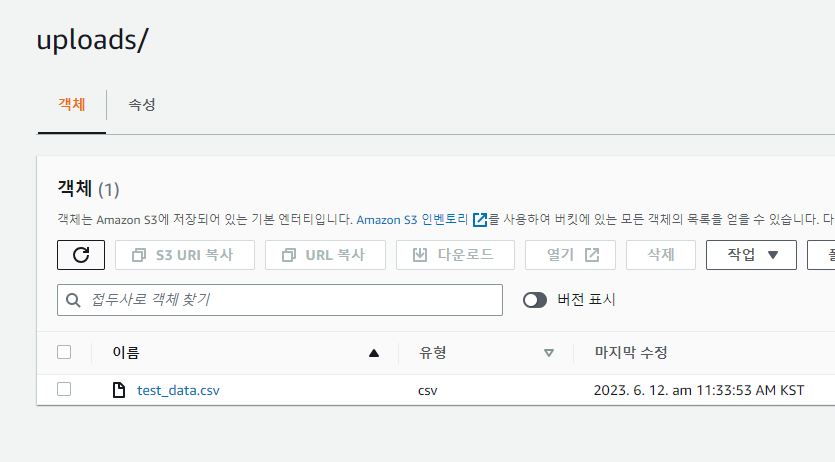 uploads/
객체 속성
객체 (1)
객체는 Amazon S3에 저장되어 있는 기본 엔터티입니다. Amazon S3 인벤토리 를 사용하여 버킷에 있는 모든 객체의 목록을 얻을 수 있습니다. 다
S3 URI 복사 URL 복사 다운로드 열기 삭제 작업
접두사로 객체 찾기 버전 표시
이름 유형 마지막 수정
test_data.csv csv 2023. 6. 12. am 11:33:53 AM KST